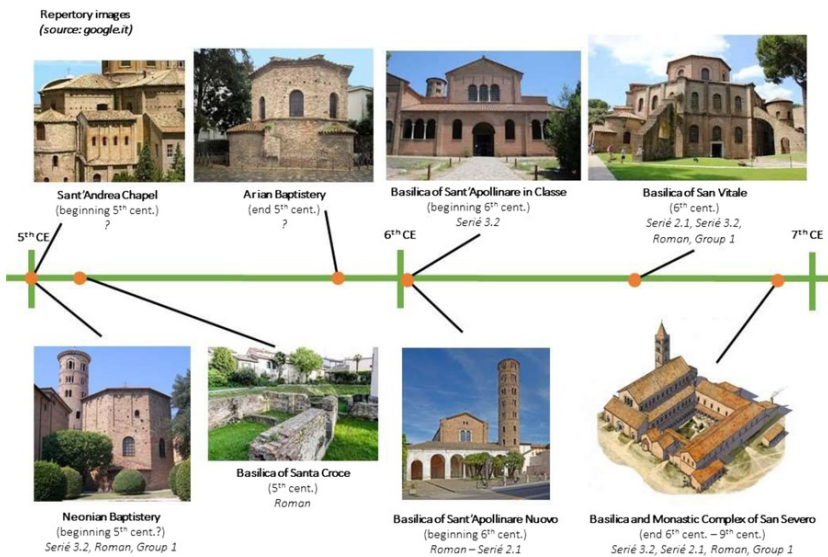 Repertory images
(source: google.it)
Sant'Andrea Chapel
(beginning 5th cent.)
?
Arian Baptistery
(end 5th cent.)
?
Basilica of Sant'Apollinare in Classe
(beginning 6th cent.)
Serié 3.2
Basilica of San Vitale
(6th cent.)
Serié 2.1, Serié 3.2,
Roman, Group 1
5th CE
6th CE
7th CE
Neonian Baptistery
(beginning 5th cent.?)
Serié 3.2, Roman, Group 1
Basilica of Santa Croce
(5th cent.)
Roman
Basilica of Sant'Apollinare Nuovo
(beginning 6th cent.)
Roman – Serié 2.1
Basilica and Monastic Complex of San Severo
(end 6th cent. – 9th cent.)
Serié 3.2, Serié 2.1, Roman, Group 1